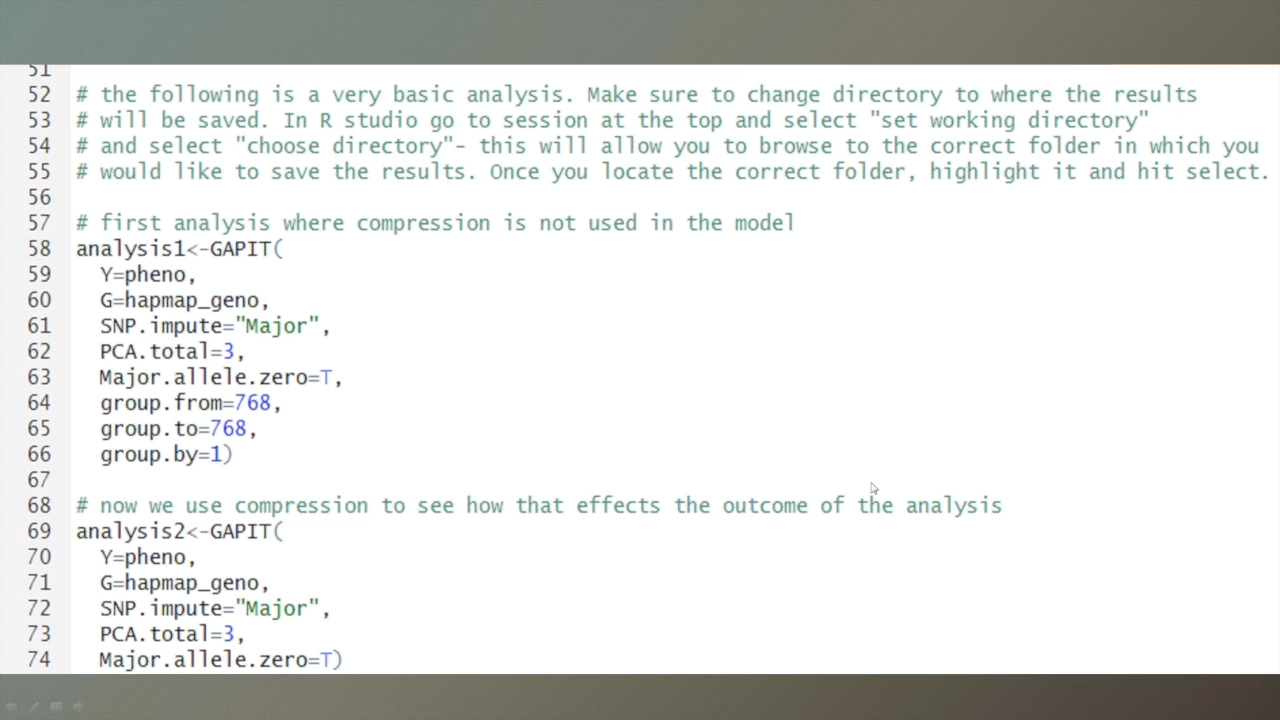 51
52 # the following is a very basic analysis. Make sure to change directory to where the results
53 # will be saved. In R studio go to session at the top and select "set working directory"
54 # and select "choose directory"- this will allow you to browse to the correct folder in which you
55 # would like to save the results. Once you locate the correct folder, highlight it and hit select.
56
57 # first analysis where compression is not used in the model
58 analysis1<-GAPIT(
59 Y=pheno,
60 G=hapmap_geno,
61 SNP.impute="Major",
62 PCA.total=3,
63 Major.allele.zero=T,
64 group.from=768,
65 group.to=768,
66 group.by=1)
67
68 # now we use compression to see how that effects the outcome of the analysis
69 analysis2<-GAPIT(
70 Y=pheno,
71 G=hapmap_geno,
72 SNP.impute="Major",
73 PCA.total=3,
74 Major.allele.zero=T)